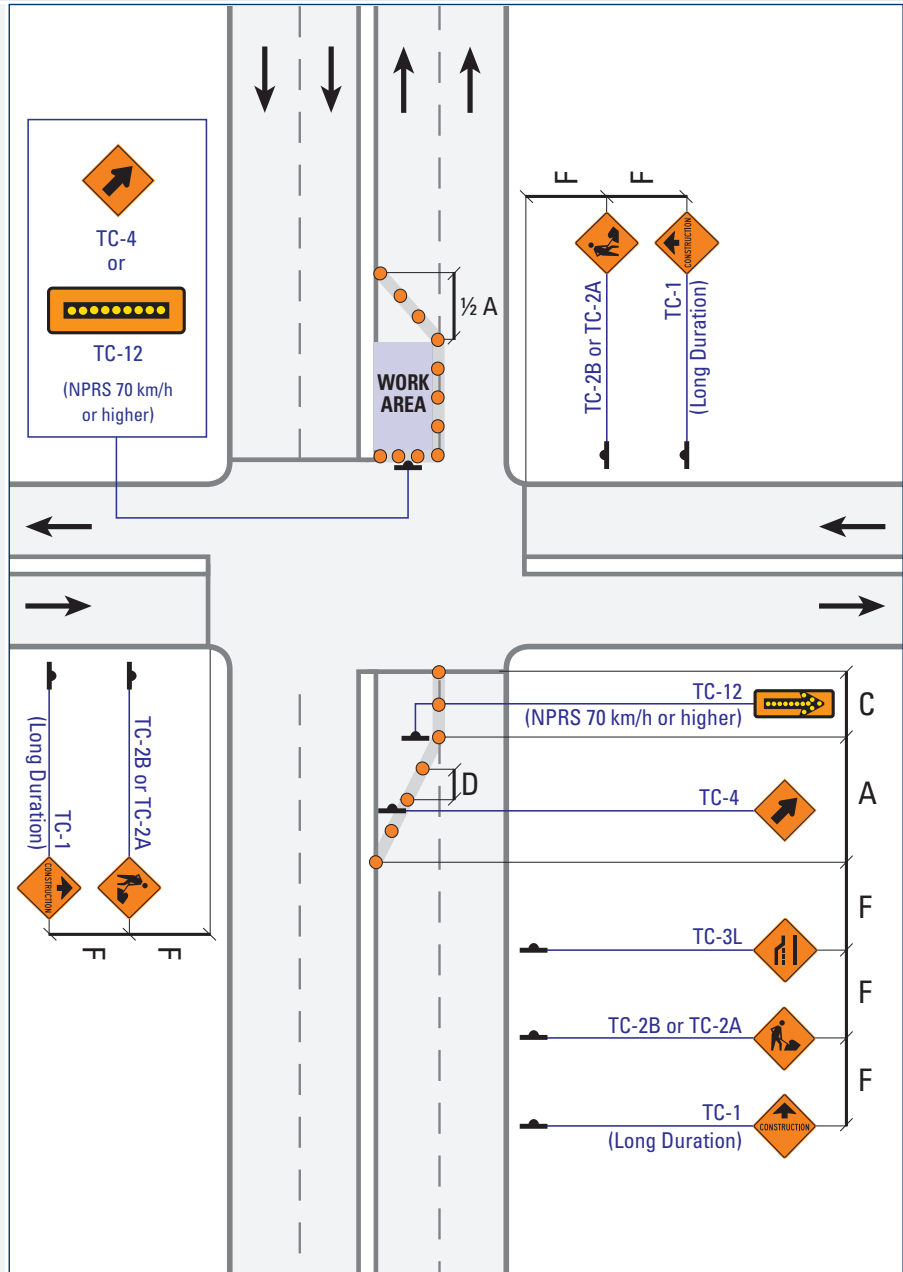 TC-4
or
TC-12
(NPRS 70 km/h
or higher)
½ A
WORK
AREA
F
F
CONSTRUCTION
TC-2B or TC-2A
TC-1
(Long Duration)
TC-12
(NPRS 70 km/h or higher)
C
D
TC-4
A
F
TC-3L
F
TC-2B or TC-2A
F
TC-1
(Long Duration)
CONSTRUCTION
TC-1
(Long Duration)
TC-2B or TC-2A
CONSTRUCTION
F
F